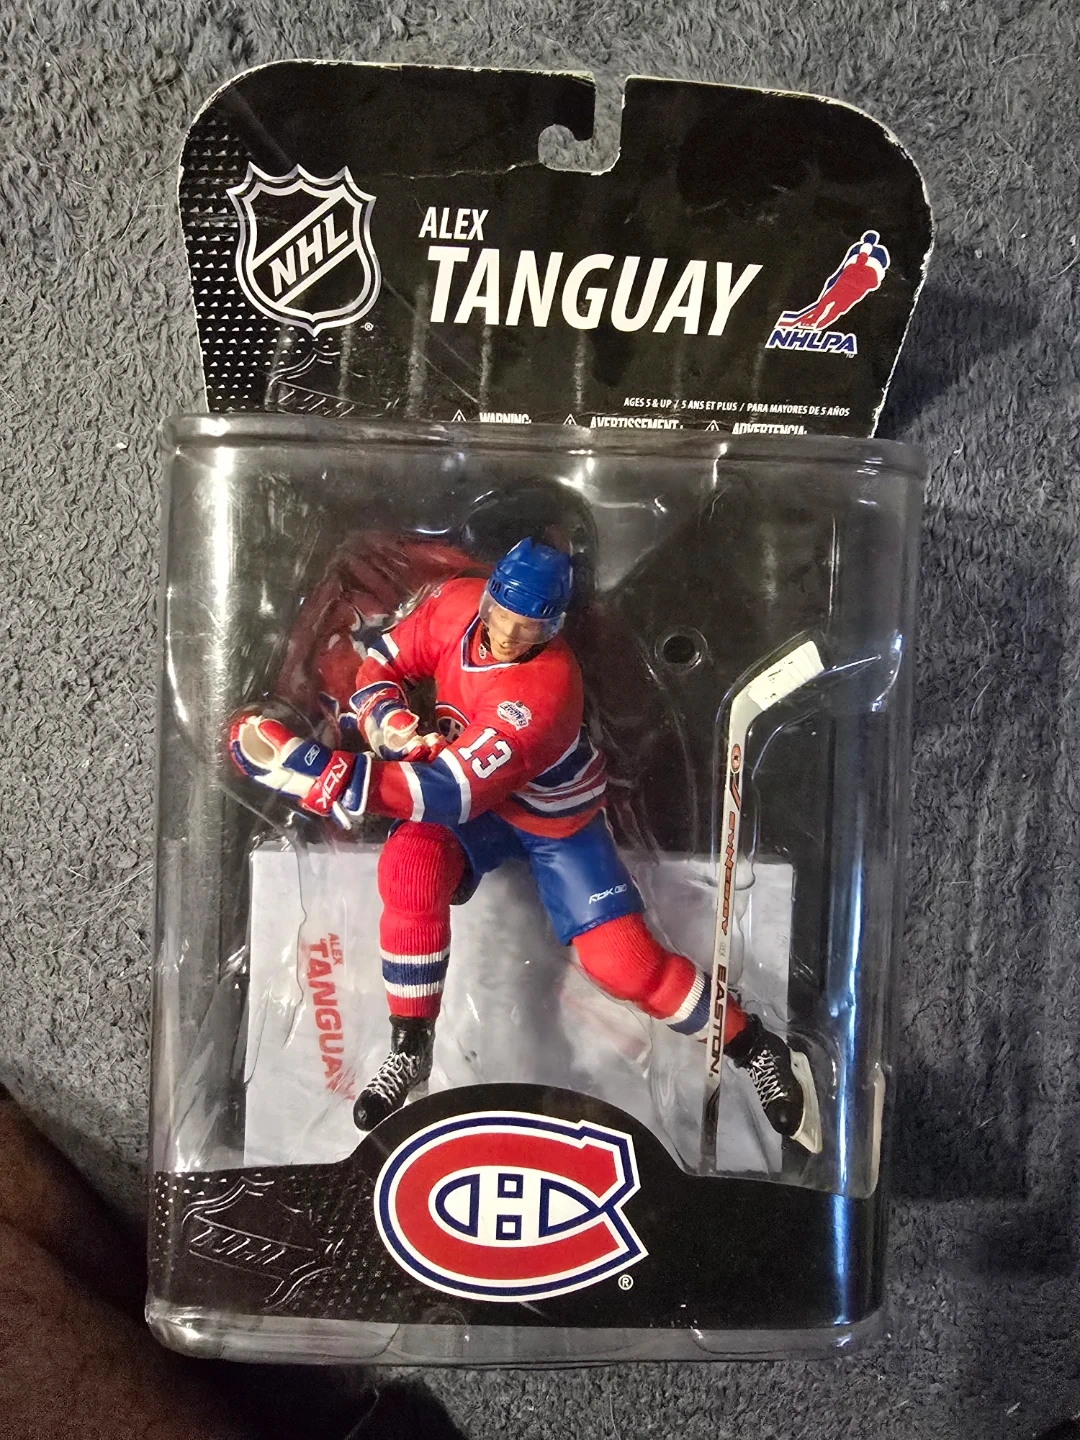 NHL
®
ALEX
TANGUAY
NHLPA
AGES 5 & UP / 5 ANS ET PLUS / PARA MAYORES DE 5 AÑOS
WARNING: AVERTISSEMENT: ADVERTENCIA:
13
RBK
RBK
SYNERGY
EASTON
ALEX
TANGUAY
®